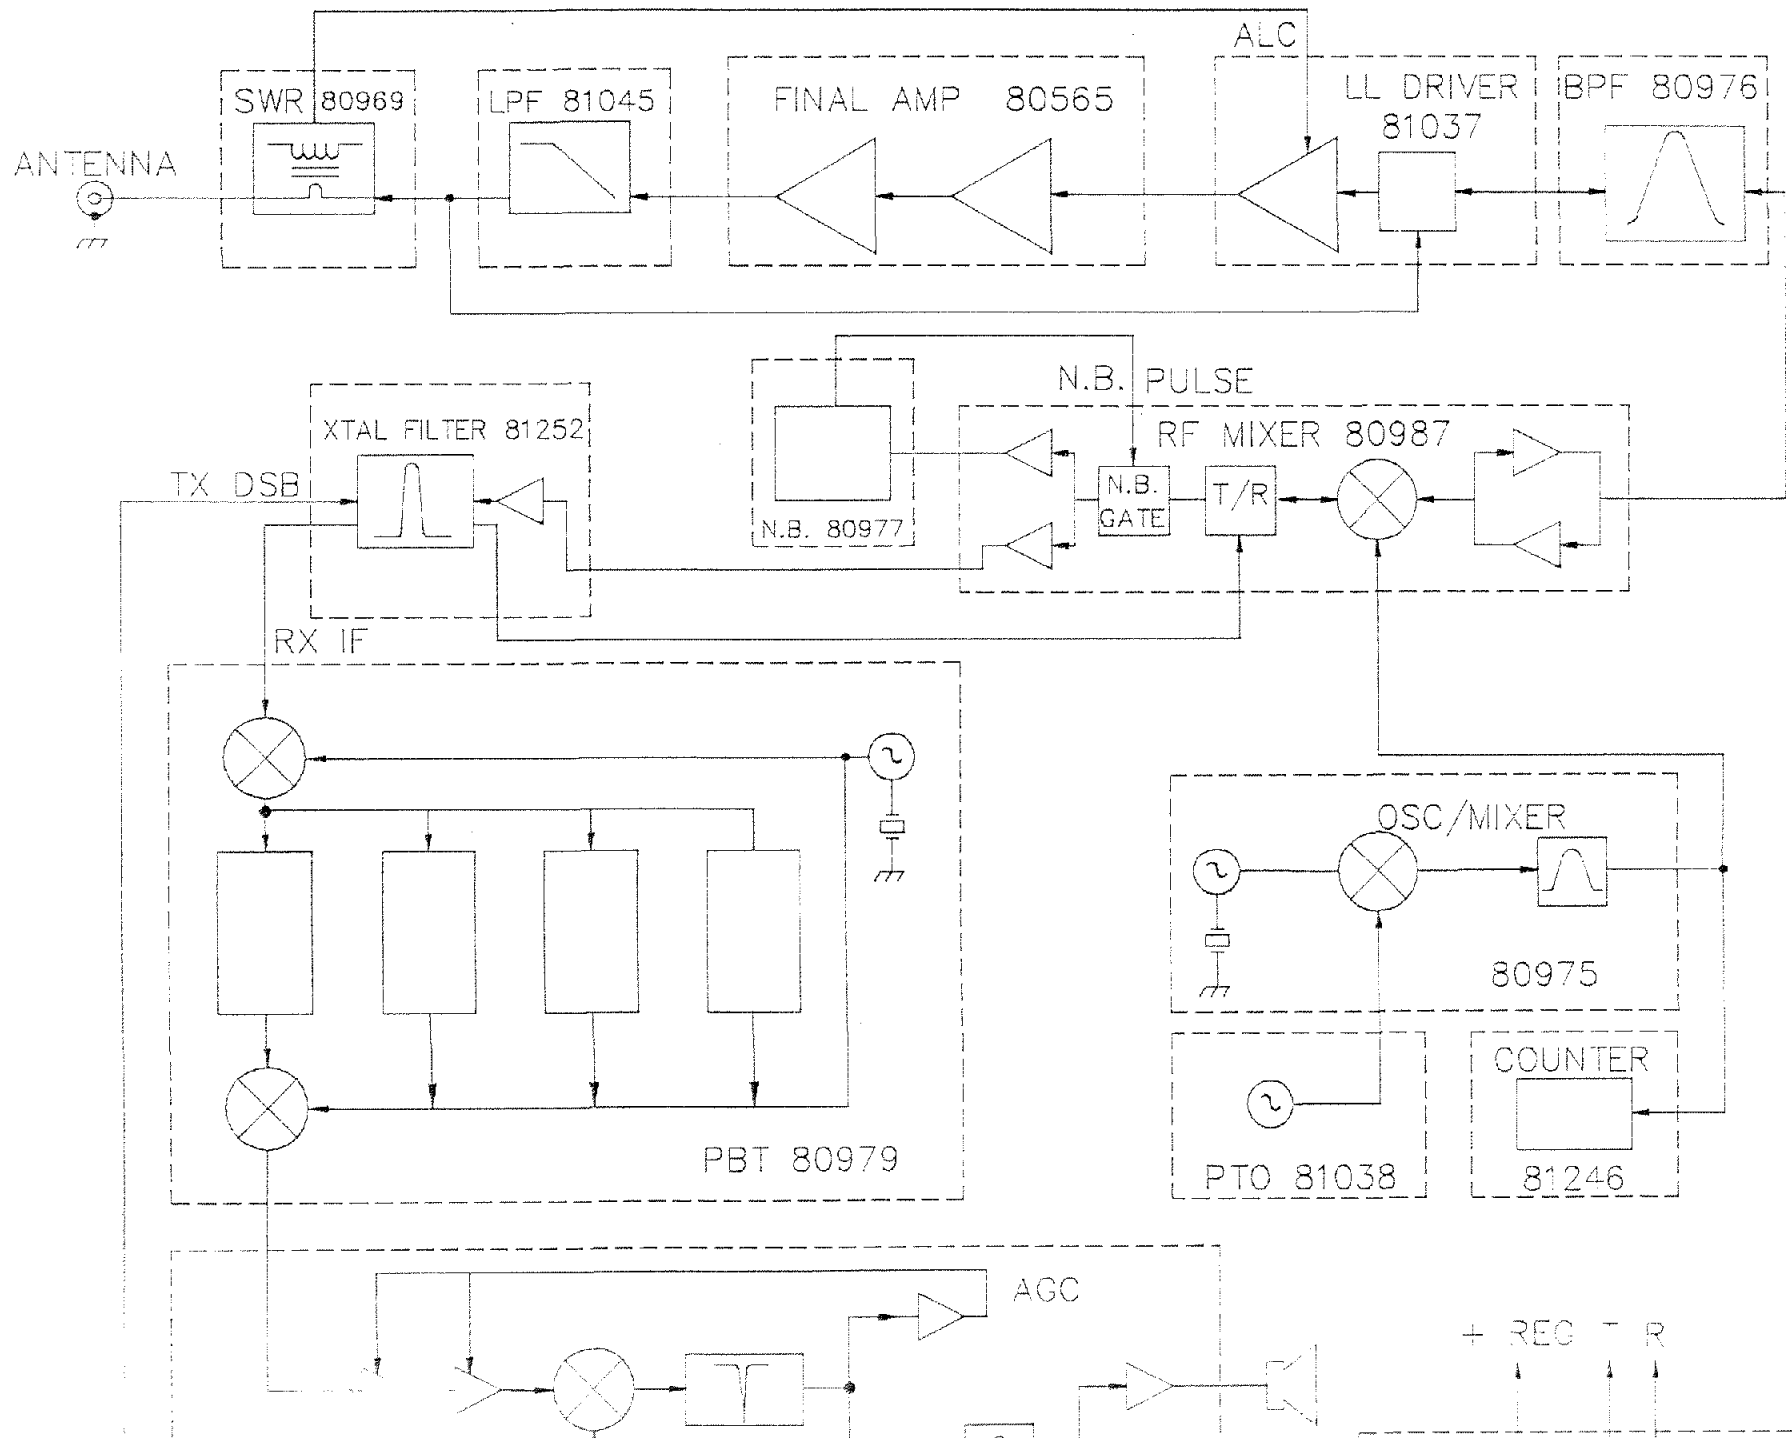 ALC
SWR 80969
LPF 81045
FINAL AMP 80565
LL DRIVER
81037
BPF 80976
ANTENNA
N.B. PULSE
XTAL FILTER 81252
RF MIXER 80987
TX DSB
N.B.
GATE
T/R
N.B. 80977
RX IF
OSC/MIXER
80975
COUNTER
PBT 80979
PTO 81038
81246
AGC
+ REG T R